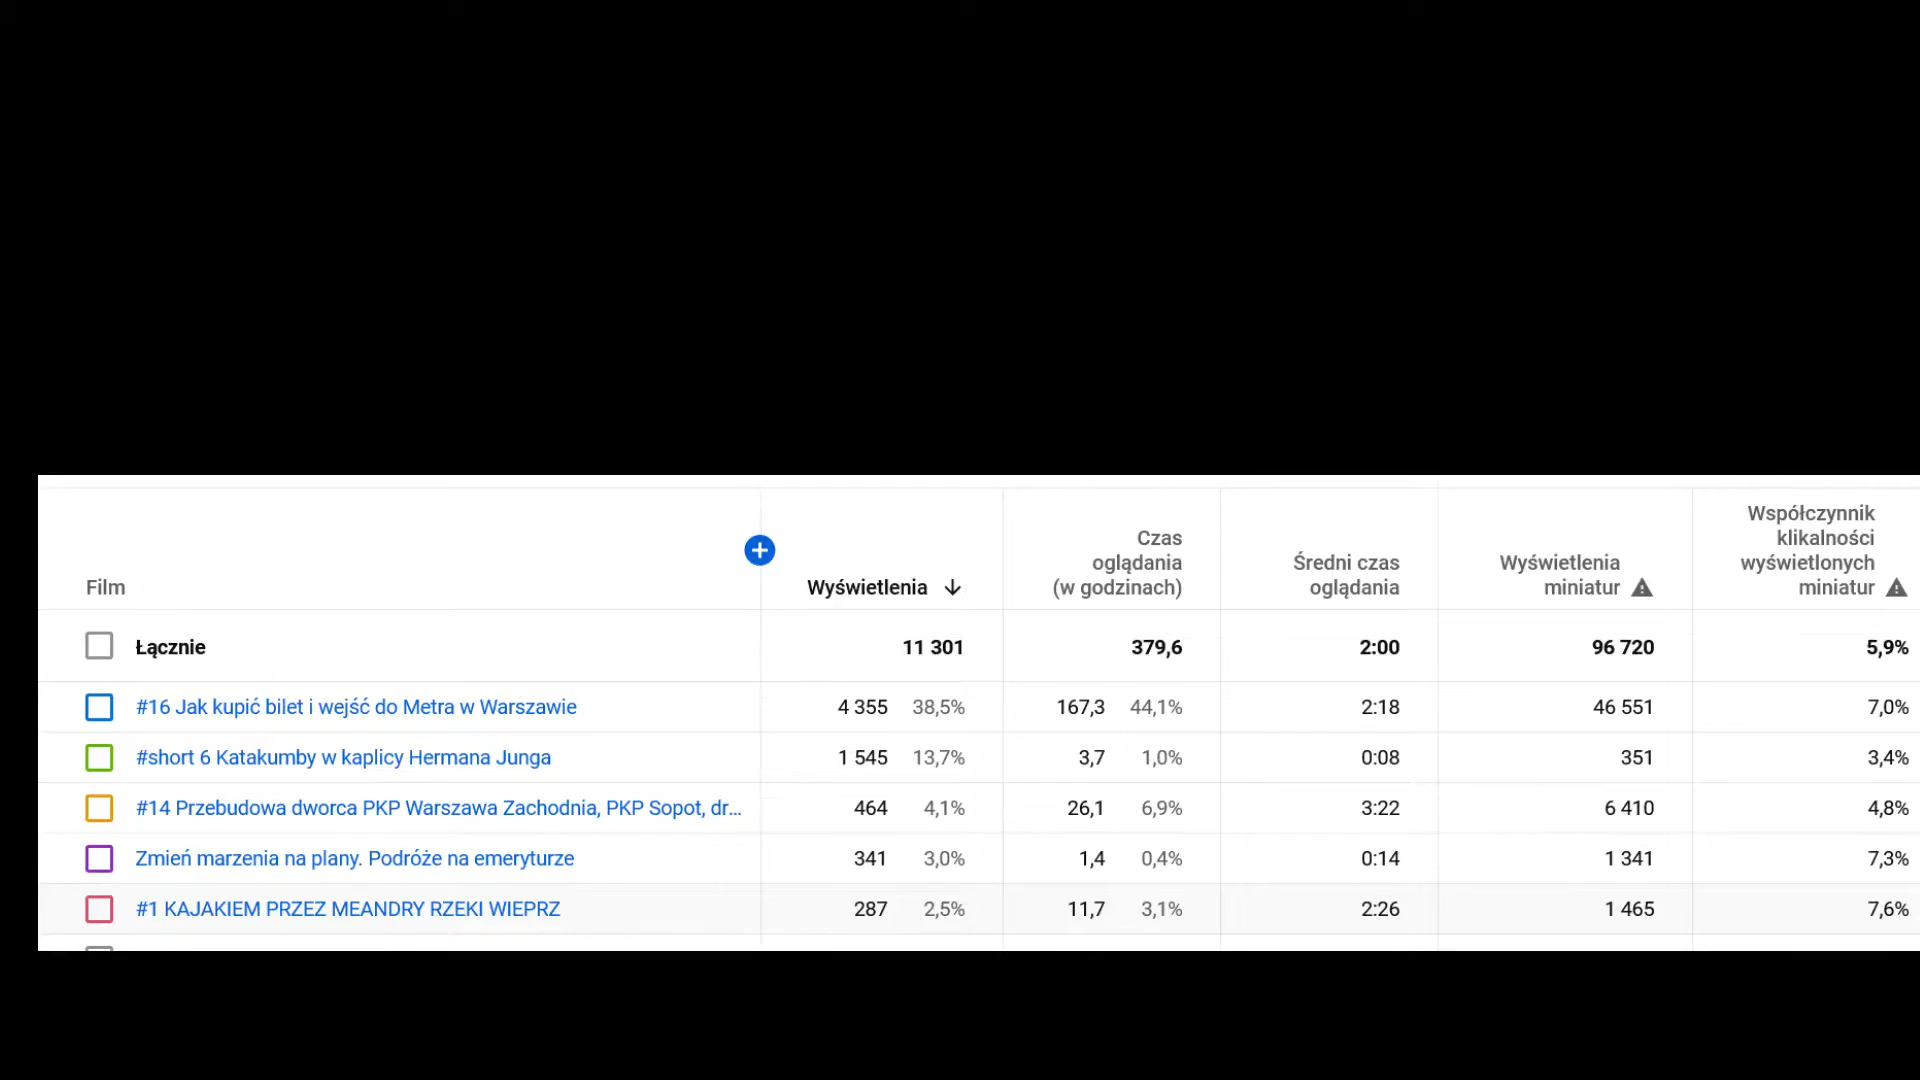 Film
Wyświetlenia
Czas oglądania (w godzinach)
Średni czas oglądania
Wyświetlenia miniatur
Współczynnik klikalności wyświetlonych miniatur
Łącznie 11 301 379,6 2:00 96 720 5,9%
#16 Jak kupić bilet i wejść do Metra w Warszawie 4 355 38,5% 167,3 44,1% 2:18 46 551 7,0%
#short 6 Katakumby w kaplicy Hermana Junga 1 545 13,7% 3,7 1,0% 0:08 351 3,4%
#14 Przebudowa dworca PKP Warszawa Zachodnia, PKP Sopot, dr... 464 4,1% 26,1 6,9% 3:22 6 410 4,8%
Zmień marzenia na plany. Podróże na emeryturze 341 3,0% 1,4 0,4% 0:14 1 341 7,3%
#1 KAJAKIEM PRZEZ MEANDRY RZEKI WIEPRZ 287 2,5% 11,7 3,1% 2:26 1 465 7,6%